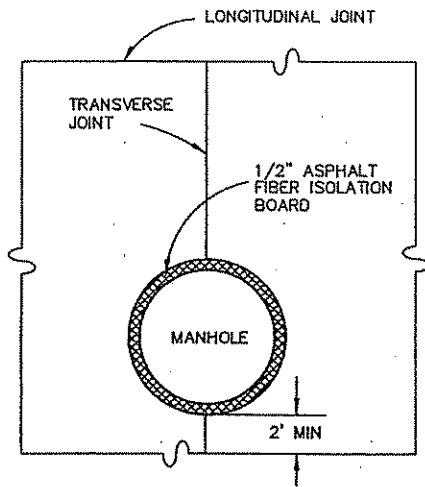 LONGITUDINAL JOINT
TRANSVERSE
JOINT
1/2" ASPHALT
FIBER ISOLATION
BOARD
MANHOLE
2' MIN